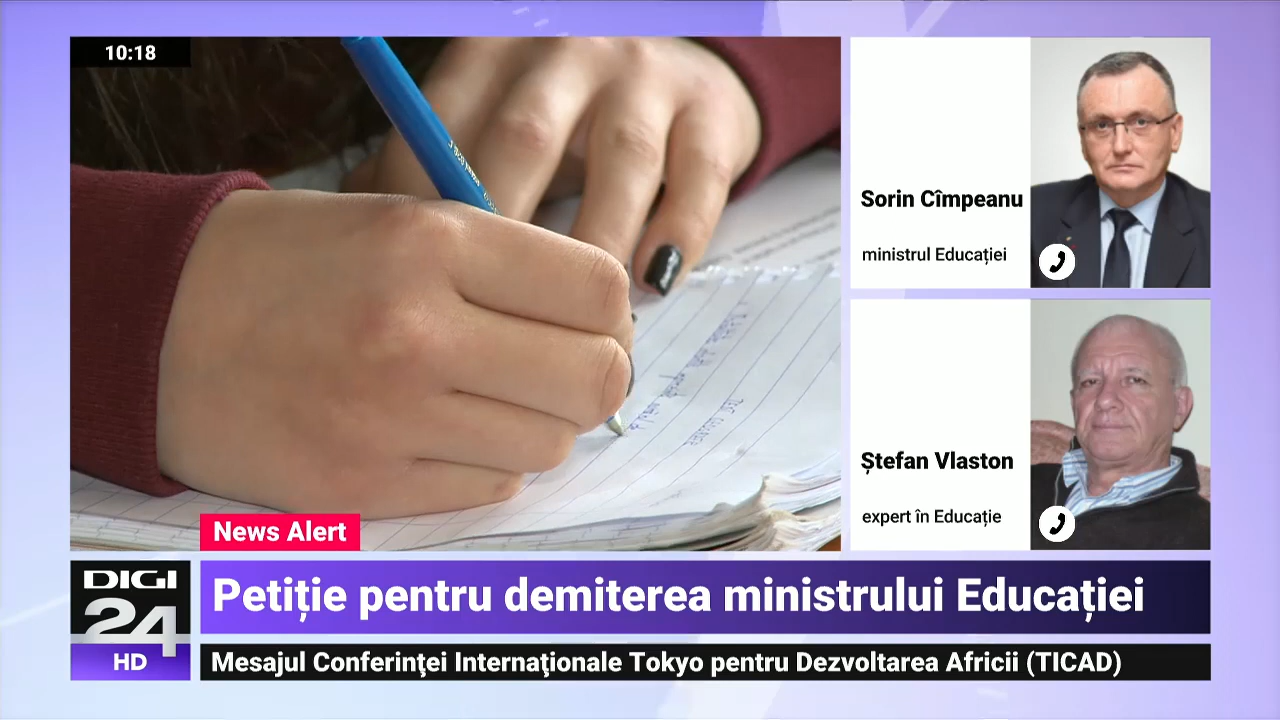 10:18
Sorin Cîmpeanu
ministrul Educației
Ștefan Vlaston
expert în Educație
News Alert
DIGI
24
HD
Petiție pentru demiterea ministrului Educației
Mesajul Conferinţei Internaţionale Tokyo pentru Dezvoltarea Africii (TICAD)